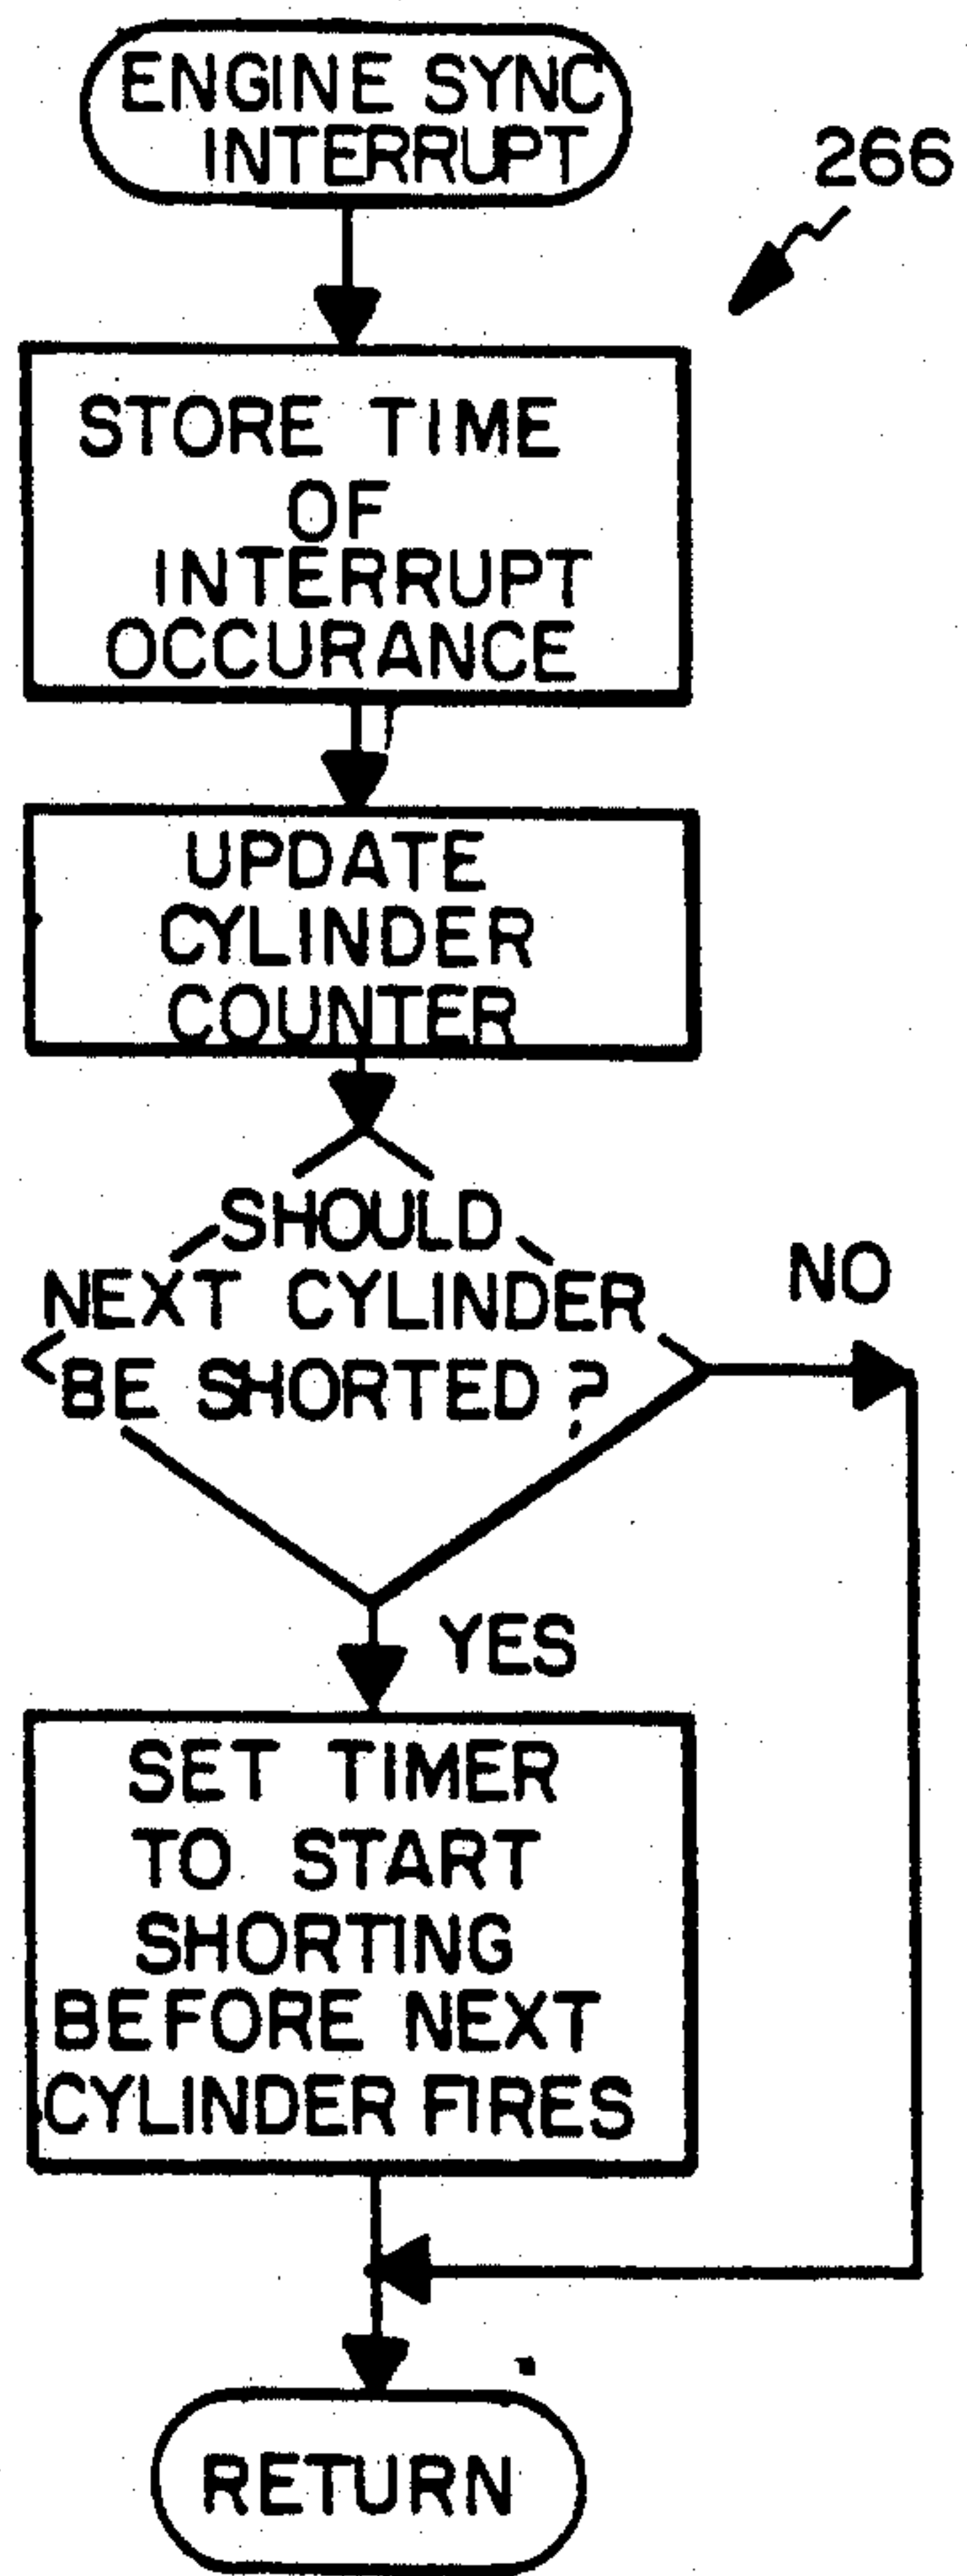 ENGINE SYNC
INTERRUPT
266
STORE TIME
OF
INTERRUPT
OCCURANCE
UPDATE
CYLINDER
COUNTER
SHOULD
NEXT CYLINDER
BE SHORTED?
NO
YES
SET TIMER
TO START
SHORTING
BEFORE NEXT
CYLINDER FIRES
RETURN